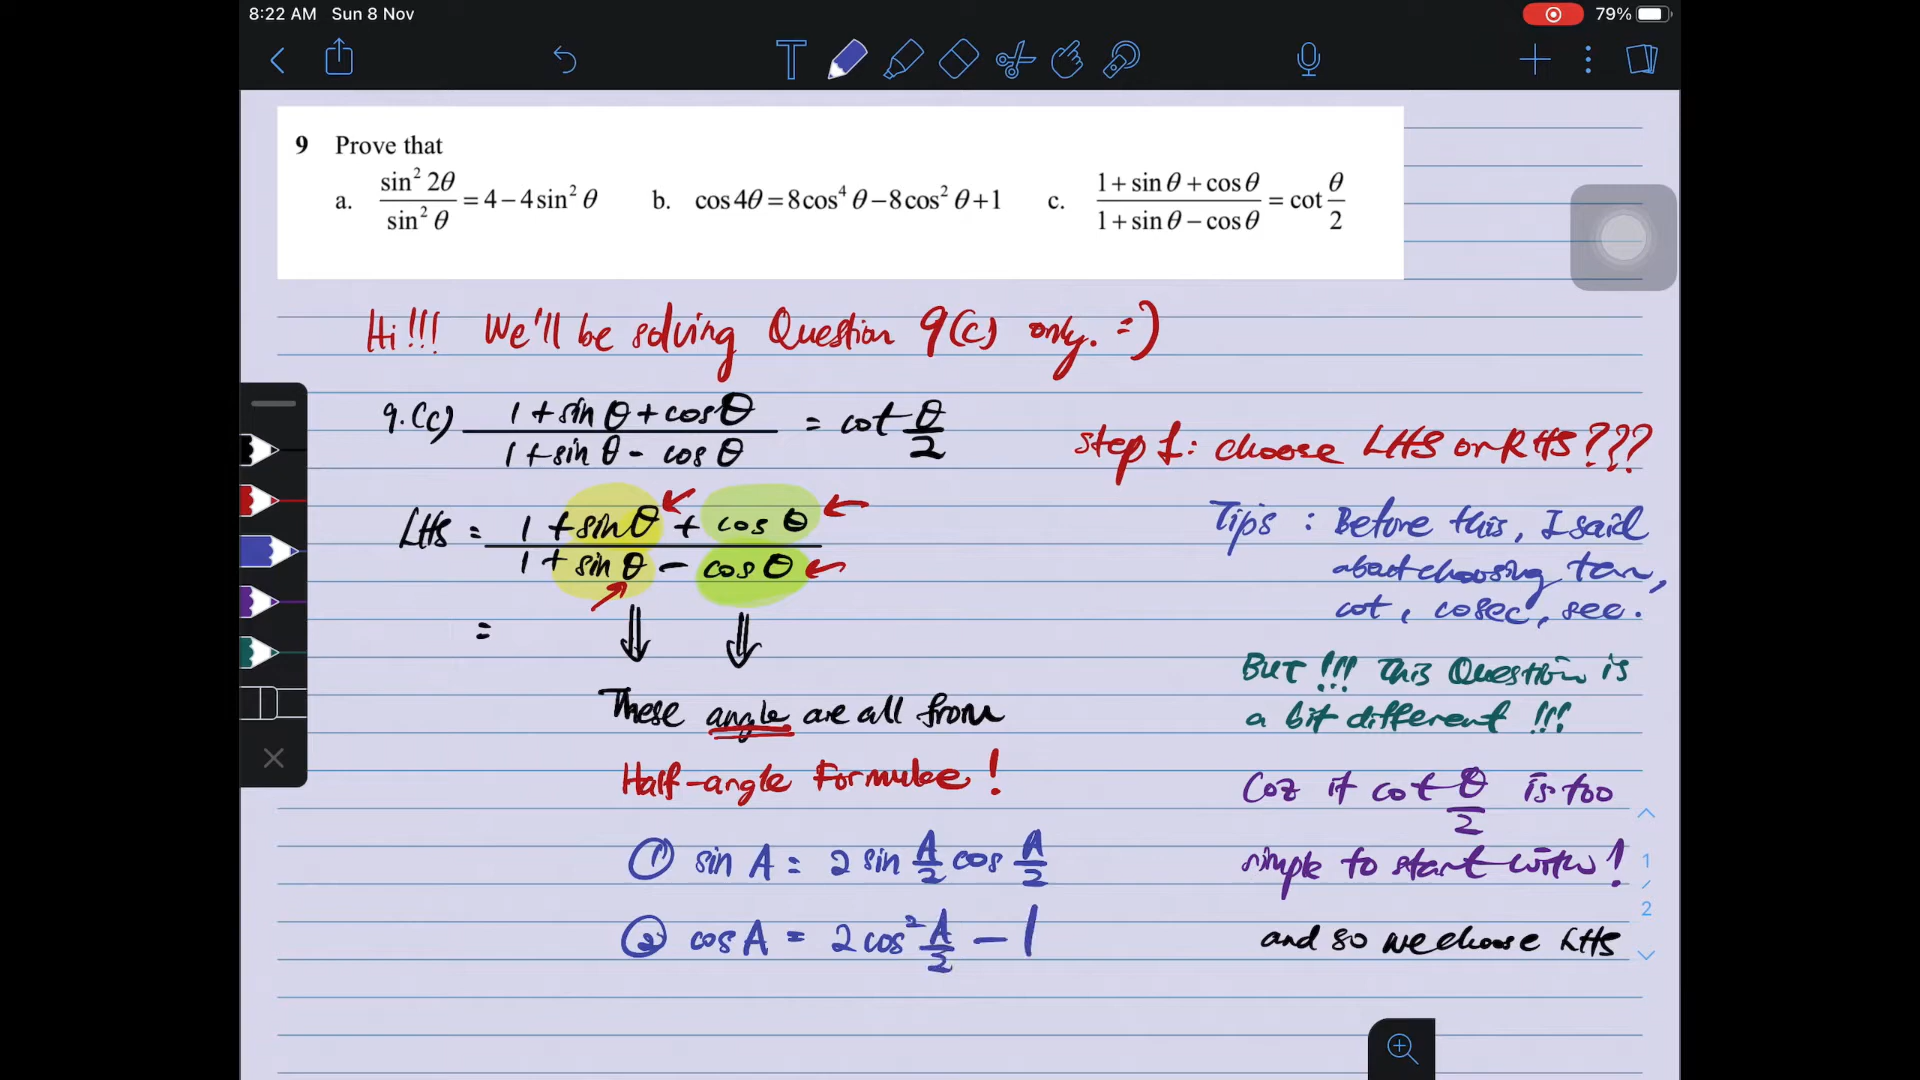 8:22 AM Sun 8 Nov 79%
9 Prove that
a. sin² 2θ / sin² θ = 4 − 4 sin² θ b. cos 4θ = 8cos⁴ θ − 8cos² θ + 1 c. 1 + sin θ + cos θ / 1 + sin θ − cos θ = cot θ/2
Hi!!! We'll be solving Question 9(c) only. =)
9.(c) 1 + sin θ + cos θ / 1 + sin θ - cos θ = cot θ/2
LHS = 1 + sin θ + cos θ / 1 + sin θ − cos θ
=
⇓ ⇓
These angle are all from
Half-angle Formulae!
① sin A = 2 sin A/2 cos A/2
② cos A = 2 cos² A/2 − 1
step 1: choose LHS or RHS???
Tips : Before this, I said
about choosing tan,
cot, cosec, sec.
But!!! This Question is
a bit different!!!
Coz if cot θ/2 is too
simple to start with!
and so we choose LHS
1
2